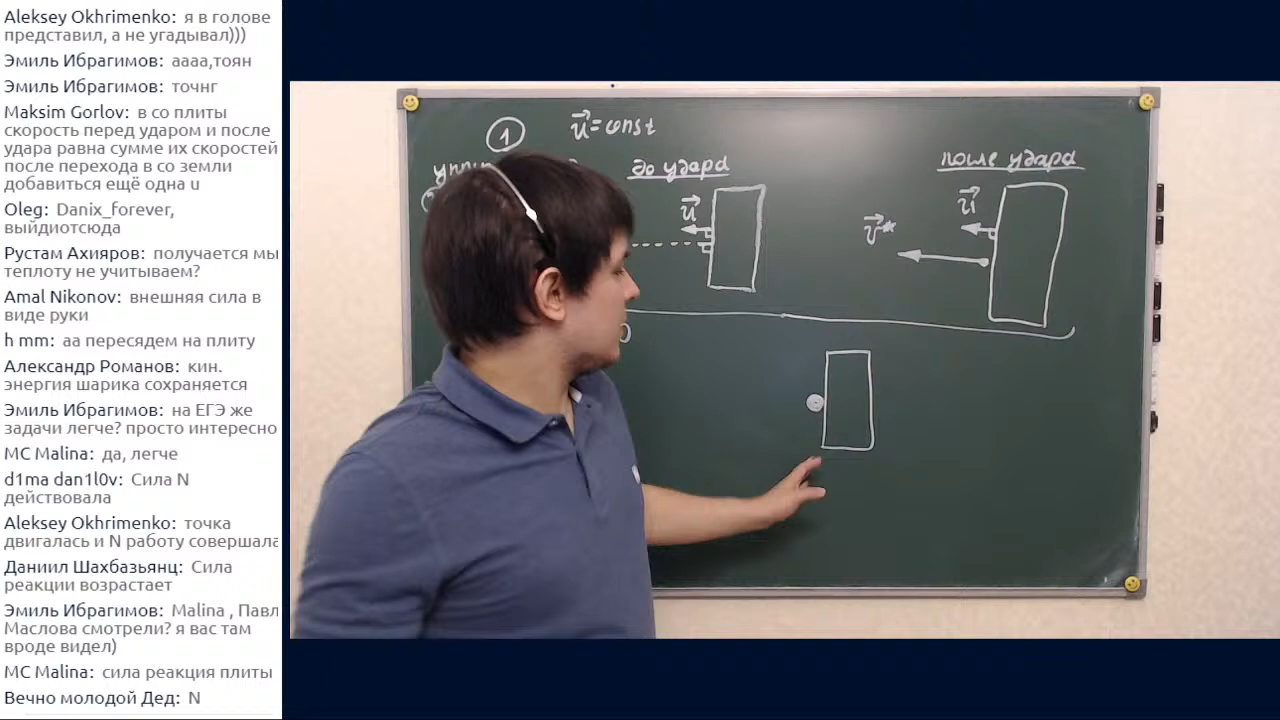 Aleksey Okhrimenko: я в голове
представил, а не угадывал)))
Эмиль Ибрагимов: аааа,тоян
Эмиль Ибрагимов: точнг
Maksim Gorlov: в со плиты
скорость перед ударом и после
удара равна сумме их скоростей
после перехода в со земли
добавиться ещё одна u
Oleg: Danix_forever,
выйдиотсюда
Рустам Ахияров: получается мы
теплоту не учитываем?
Amal Nikonov: внешняя сила в
виде руки
h mm: аа пересядем на плиту
Александр Романов: кин.
энергия шарика сохраняется
Эмиль Ибрагимов: на ЕГЭ же
задачи легче? просто интересно
MC Malina: да, легче
d1ma dan1l0v: Сила N
действовала
Aleksey Okhrimenko: точка
двигалась и N работу совершала
Даниил Шахбазьянц: Сила
реакции возрастает
Эмиль Ибрагимов: Malina , Павл
Маслова смотрели? я вас там
вроде видел)
MC Malina: сила реакция плиты
Вечно молодой Дед: N
1
u = const
до удара
после удара
u
u
v*